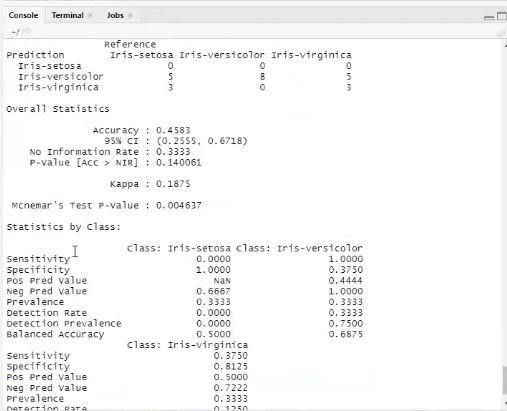 Console Terminal × Jobs ×
~/
Reference
Prediction Iris-setosa Iris-versicolor Iris-virginica
Iris-setosa 0 0 0
Iris-versicolor 5 8 5
Iris-virginica 3 0 3
Overall Statistics
Accuracy : 0.4583
95% CI : (0.2555, 0.6718)
No Information Rate : 0.3333
P-Value [Acc > NIR] : 0.140061
Kappa : 0.1875
Mcnemar's Test P-Value : 0.004637
Statistics by Class:
Class: Iris-setosa Class: Iris-versicolor
Sensitivity 0.0000 1.0000
Specificity 1.0000 0.3750
Pos Pred Value NaN 0.4444
Neg Pred Value 0.6667 1.0000
Prevalence 0.3333 0.3333
Detection Rate 0.0000 0.3333
Detection Prevalence 0.0000 0.7500
Balanced Accuracy 0.5000 0.6875
Class: Iris-virginica
Sensitivity 0.3750
Specificity 0.8125
Pos Pred Value 0.5000
Neg Pred Value 0.7222
Prevalence 0.3333
Detection Rate 0.1250